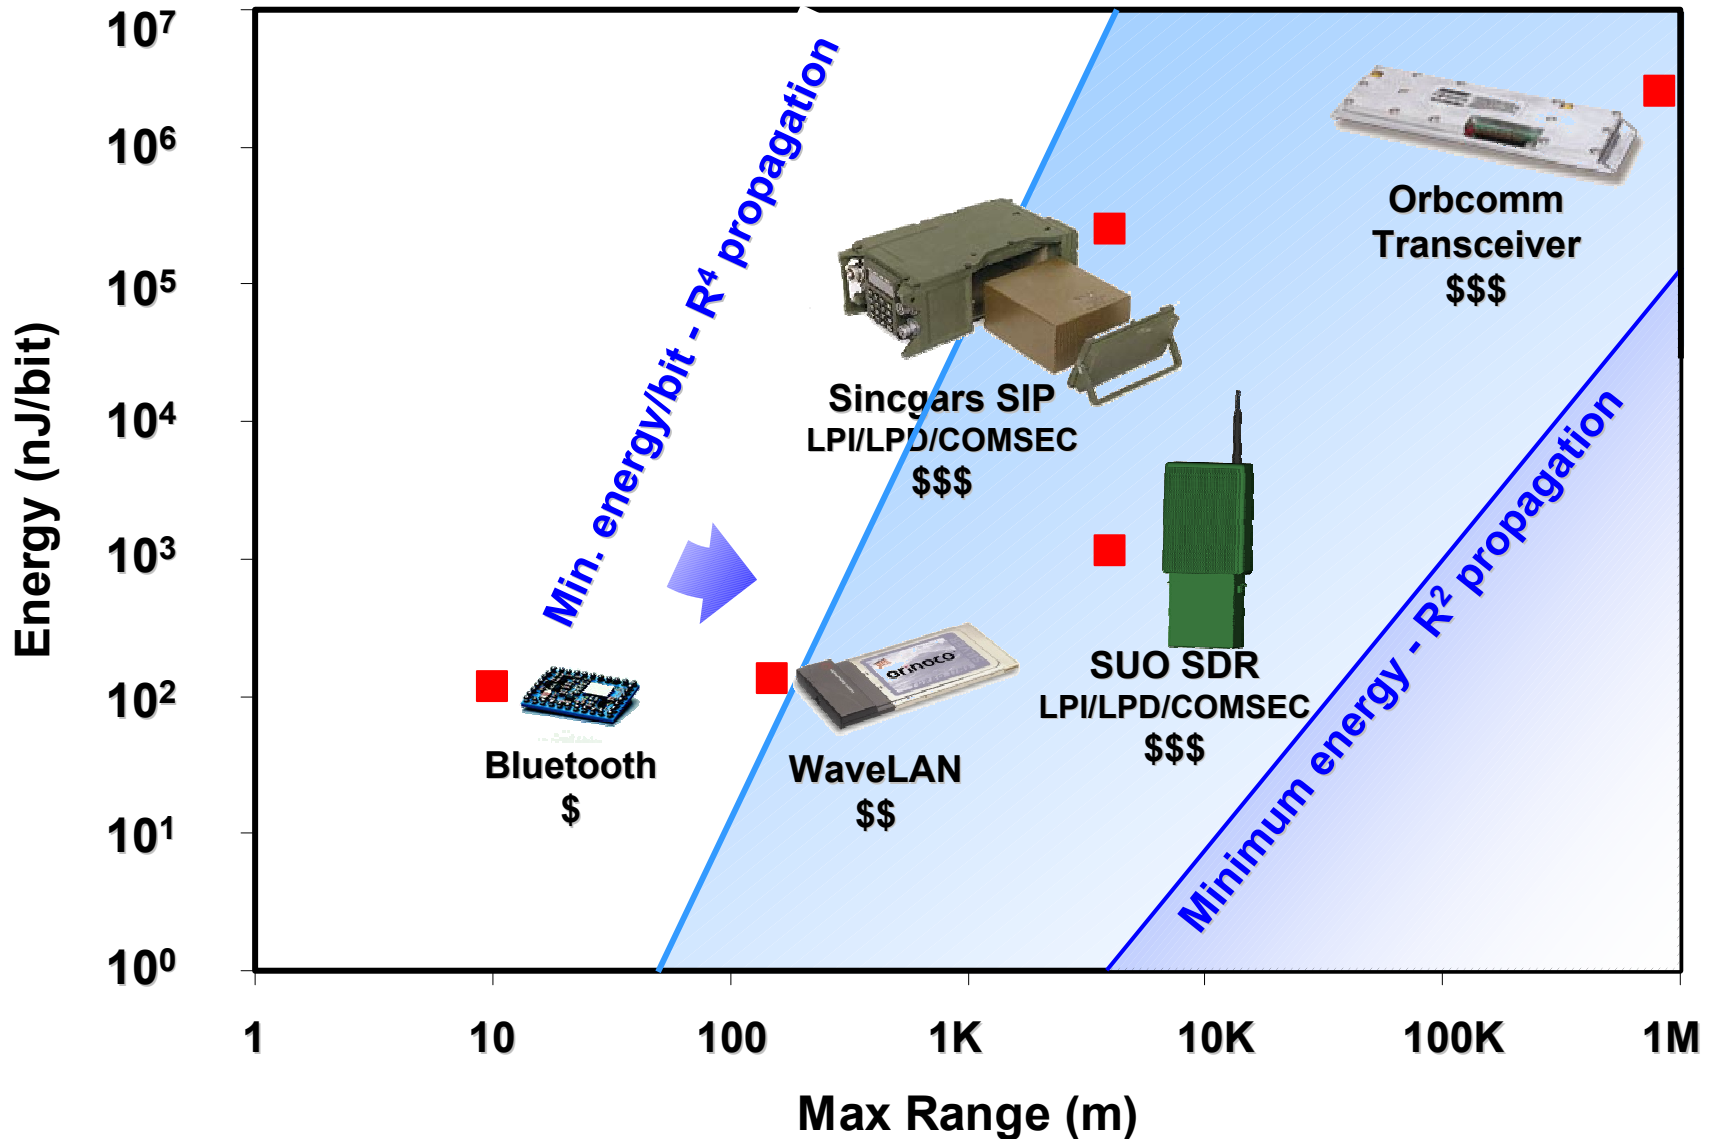 10⁷
10⁶
10⁵
10⁴
10³
10²
10¹
10⁰
Energy (nJ/bit)
Min. energy/bit - R⁴ propagation
Orbcomm
Transceiver
$$$
Sincgars SIP
LPI/LPD/COMSEC
$$$
SUO SDR
LPI/LPD/COMSEC
$$$
orinoco
WaveLAN
$$
Bluetooth
$
Minimum energy - R² propagation
1
10
100
1K
10K
100K
1M
Max Range (m)